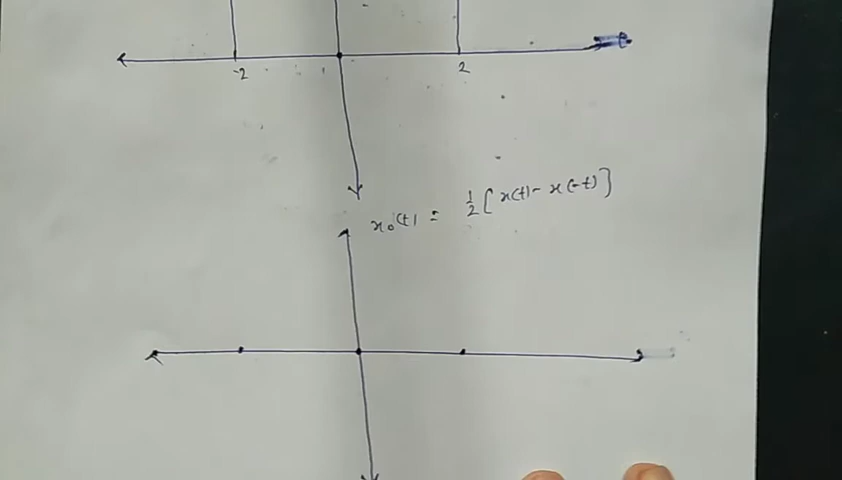 -2 2
x₀(t) = 1/2 [x(t) - x(-t)]